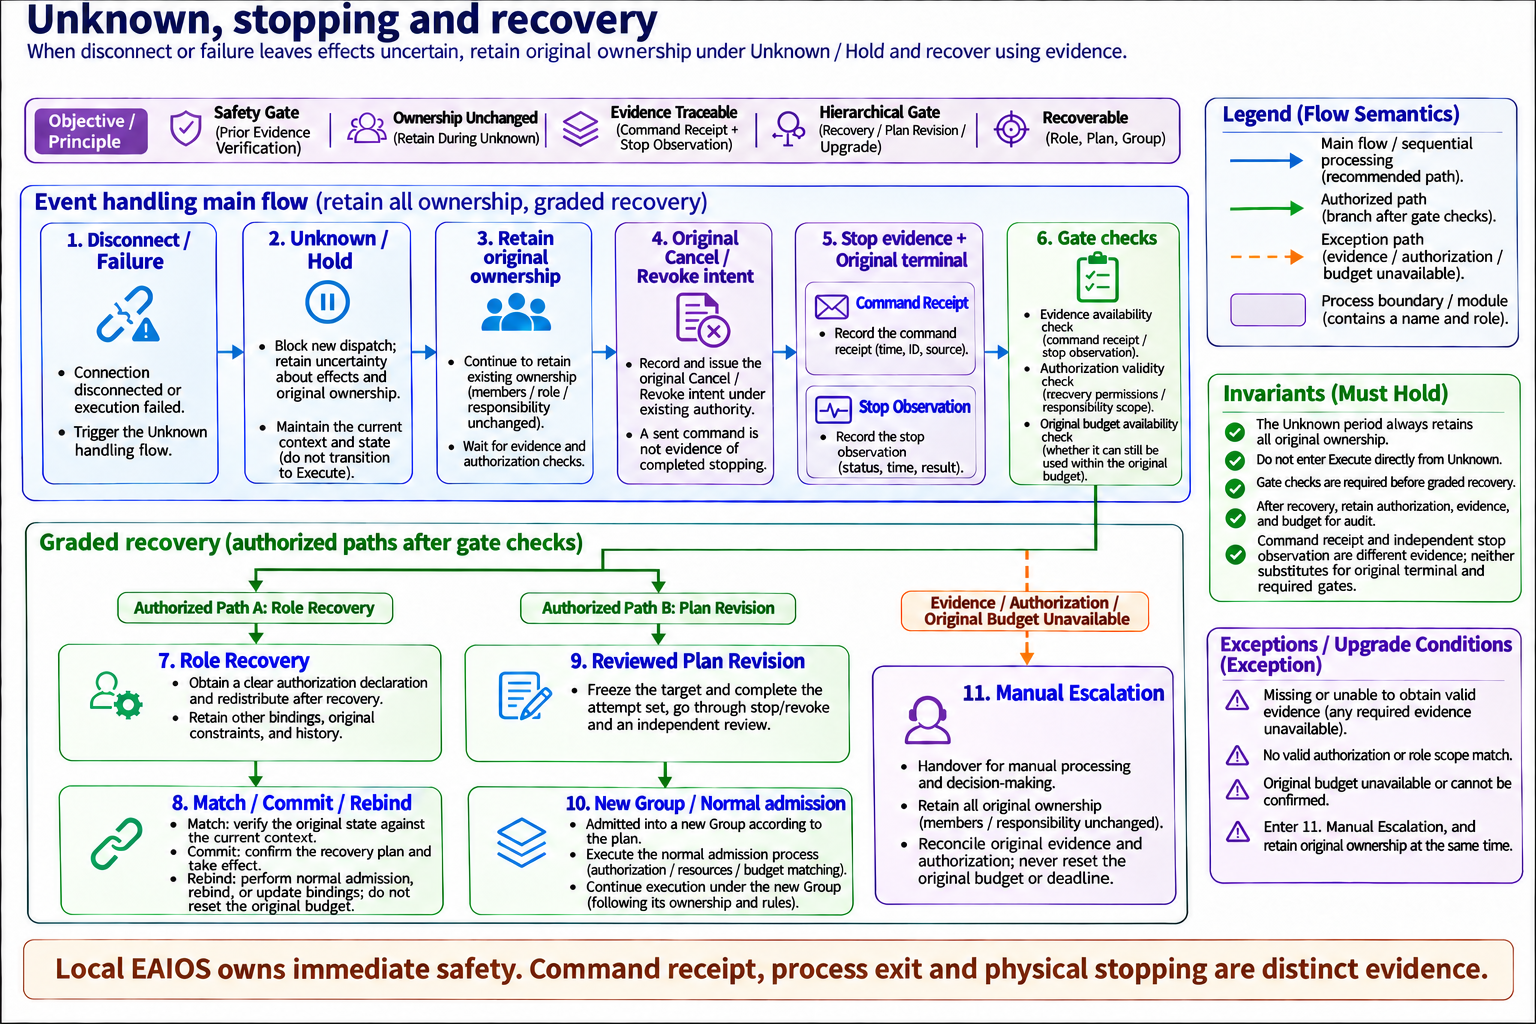 Unknown, stopping and recovery
When disconnect or failure leaves effects uncertain, retain original ownership under Unknown / Hold and recover using evidence.
Objective /
Principle
Safety Gate
(Prior Evidence
Verification)
Ownership Unchanged
(Retain During Unknown)
Evidence Traceable
(Command Receipt +
Stop Observation)
Hierarchical Gate
(Recovery / Plan Revision /
Upgrade)
Recoverable
(Role, Plan, Group)
Event handling main flow (retain all ownership, graded recovery)
1. Disconnect /
Failure
• Connection
disconnected or
execution failed.
• Trigger the Unknown
handling flow.
2. Unknown /
Hold
• Block new dispatch;
retain uncertainty
about effects and
original ownership.
• Maintain the current
context and state
(do not transition
to Execute).
3. Retain
original
ownership
• Continue to retain
existing ownership
(members / role /
responsibility
unchanged).
• Wait for evidence and
authorization checks.
4. Original
Cancel /
Revoke intent
• Record and issue the
original Cancel /
Revoke intent under
existing authority.
• A sent command is
not evidence of
completed stopping.
5. Stop evidence +
Original terminal
Command Receipt
• Record the command
receipt (time, ID, source).
Stop Observation
• Record the stop
observation
(status, time, result).
6. Gate checks
• Evidence availability
check
(command receipt /
stop observation).
• Authorization validity
check
(recvery permissions /
responsibility scope).
• Original budget availability
check
(whether it can still be
used within the original
budget).
Graded recovery (authorized paths after gate checks)
Authorized Path A: Role Recovery
7. Role Recovery
• Obtain a clear authorization declaration
and redistribute after recovery.
• Retain other bindings, original
constraints, and history.
8. Match / Commit / Rebind
• Match: verify the original state against
the current context.
• Commit: confirm the recovery plan and
take effect.
• Rebind: perform normal admission,
rebind, or update bindings; do not
reset the original budget.
Authorized Path B: Plan Revision
9. Reviewed Plan Revision
• Freeze the target and complete the
attempt set, go through stop/revoke
and an independent review.
10. New Group / Normal admission
• Admitted into a new Group according to
the plan.
• Execute the normal admission process
(authorization / resources / budget matching).
• Continue execution under the new Group
(following its ownership and rules).
Evidence / Authorization /
Original Budget Unavailable
11. Manual Escalation
• Handover for manual processing
and decision-making.
• Retain all original ownership
(members / responsibility unchanged).
• Reconcile original evidence and
authorization; never reset the
original budget or deadline.
Legend (Flow Semantics)
Main flow / sequential
processing
(recommended path).
Authorized path
(branch after gate checks).
Exception path
(evidence / authorization /
budget unavailable).
Process boundary / module
(contains a name and role).
Invariants (Must Hold)
The Unknown period always retains
all original ownership.
Do not enter Execute directly from Unknown.
Gate checks are required before graded recovery.
After recovery, retain authorization, evidence,
and budget for audit.
Command receipt and independent stop
observation are different evidence; neither
substitutes for original terminal and
required gates.
Exceptions / Upgrade Conditions
(Exception)
Missing or unable to obtain valid
evidence (any required evidence
unavailable).
No valid authorization or role scope match.
Original budget unavailable or cannot be
confirmed.
Enter 11. Manual Escalation, and
retain original ownership at the same time.
Local EAIOS owns immediate safety. Command receipt, process exit and physical stopping are distinct evidence.